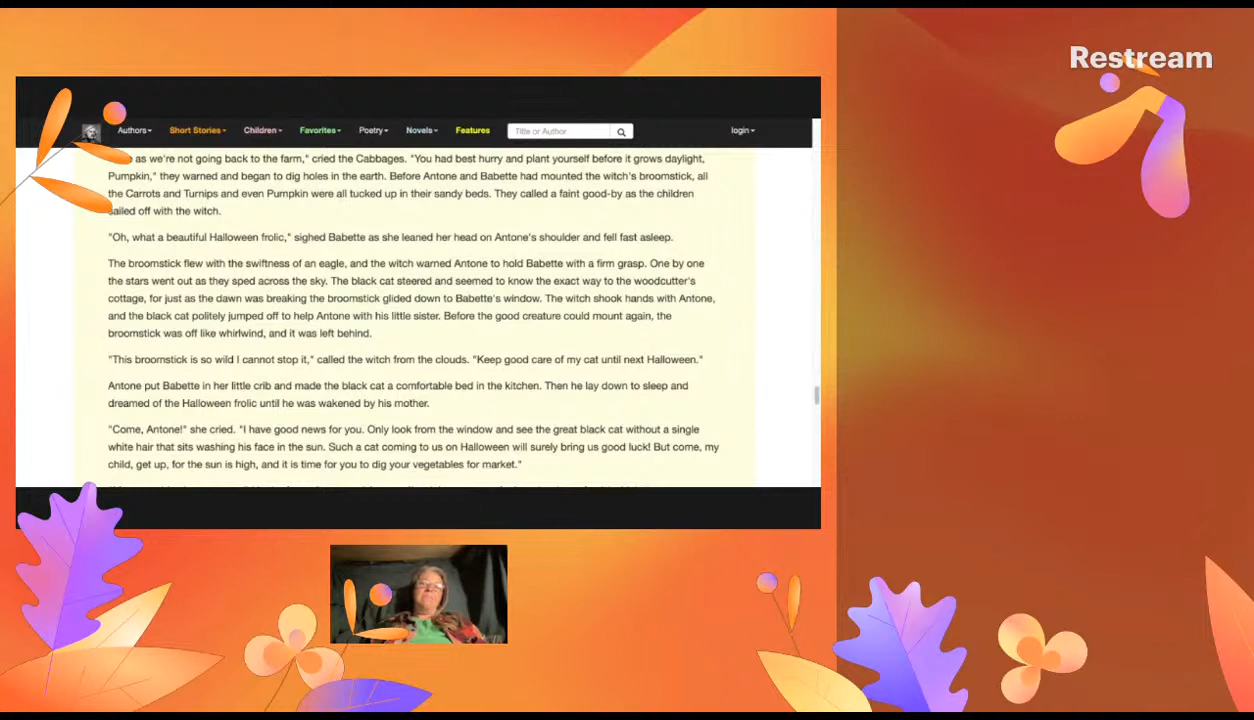 Restream
Authors Short Stories Children Favorites Poetry Novels Features Title or Author login
as we're not going back to the farm," cried the Cabbages. "You had best hurry and plant yourself before it grows daylight,
Pumpkin," they warned and began to dig holes in the earth. Before Antone and Babette had mounted the witch's broomstick, all
the Carrots and Turnips and even Pumpkin were all tucked up in their sandy beds. They called a faint good-by as the children
sailed off with the witch.
"Oh, what a beautiful Halloween frolic," sighed Babette as she leaned her head on Antone's shoulder and fell fast asleep.
The broomstick flew with the swiftness of an eagle, and the witch warned Antone to hold Babette with a firm grasp. One by one
the stars went out as they sped across the sky. The black cat steered and seemed to know the exact way to the woodcutter's
cottage, for just as the dawn was breaking the broomstick glided down to Babette's window. The witch shook hands with Antone,
and the black cat politely jumped off to help Antone with his little sister. Before the good creature could mount again, the
broomstick was off like whirlwind, and it was left behind.
"This broomstick is so wild I cannot stop it," called the witch from the clouds. "Keep good care of my cat until next Halloween."
Antone put Babette in her little crib and made the black cat a comfortable bed in the kitchen. Then he lay down to sleep and
dreamed of the Halloween frolic until he was wakened by his mother.
"Come, Antone!" she cried. "I have good news for you. Only look from the window and see the great black cat without a single
white hair that sits washing his face in the sun. Such a cat coming to us on Halloween will surely bring us good luck! But come, my
child, get up, for the sun is high, and it is time for you to dig your vegetables for market."